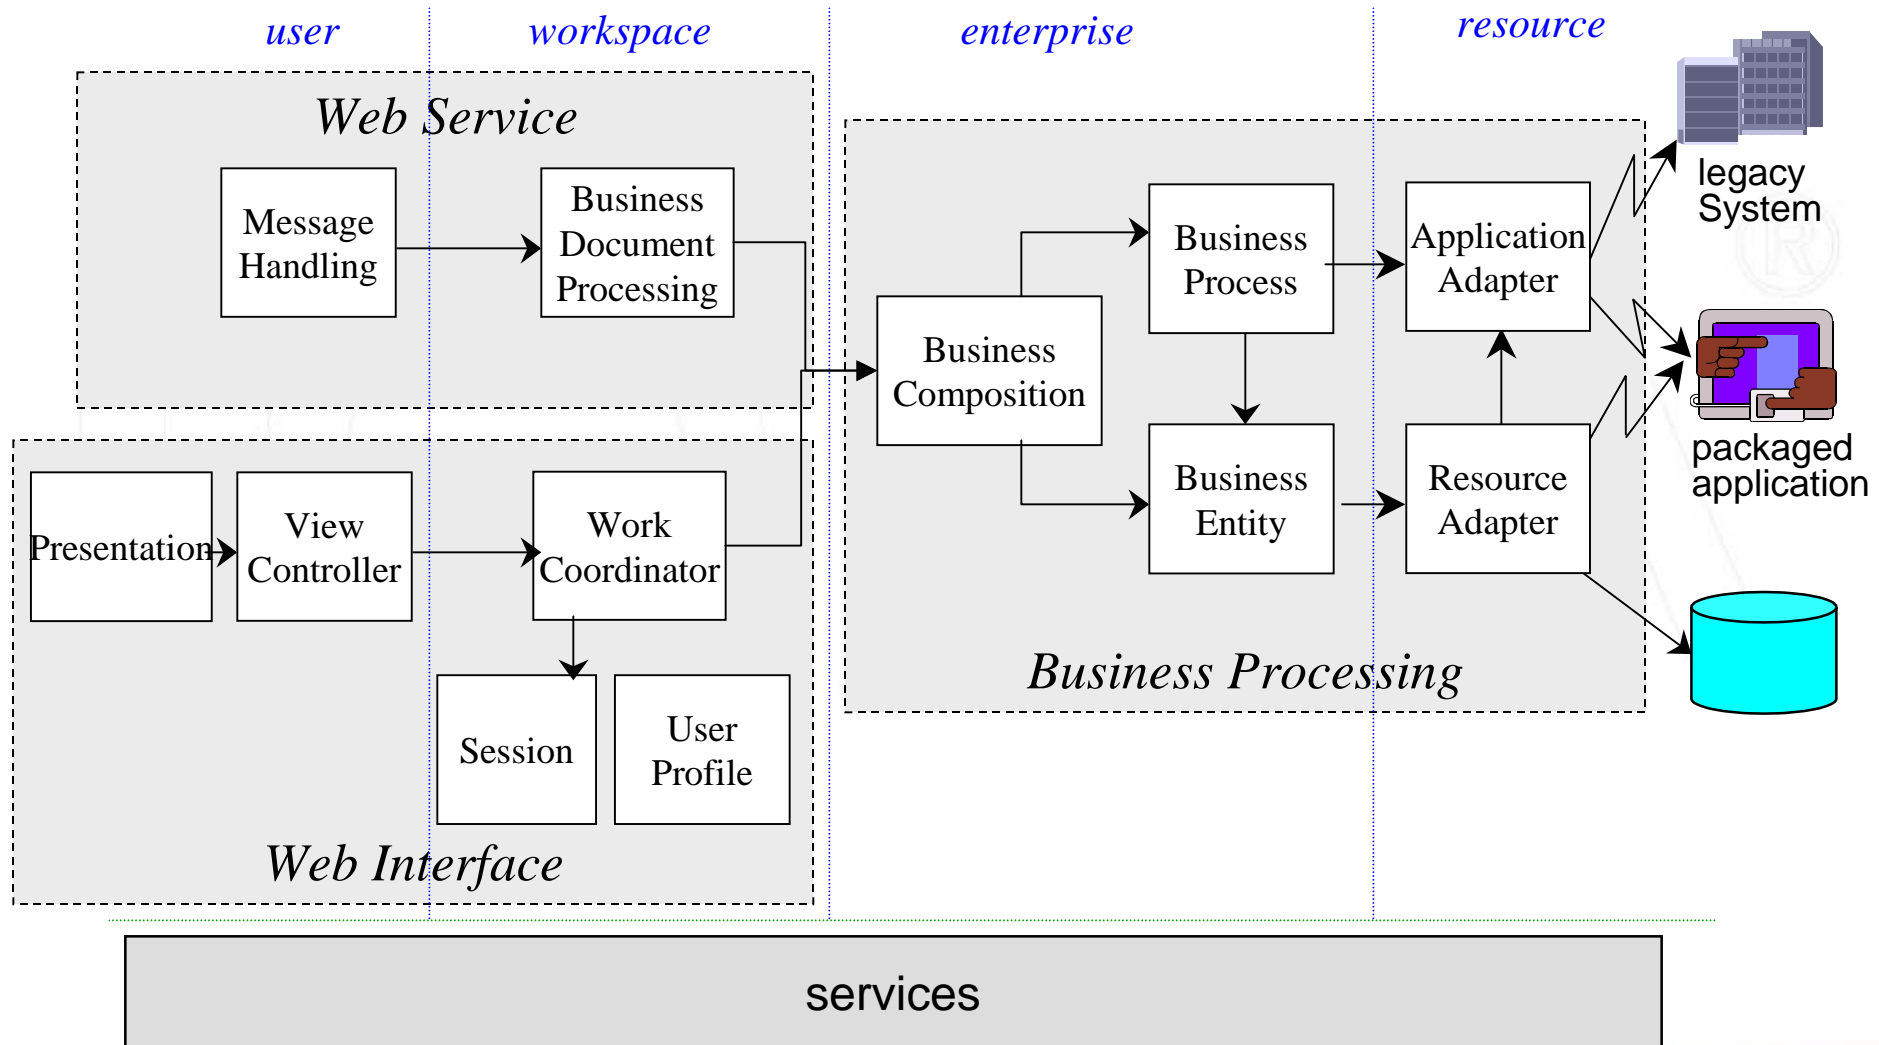 user
workspace
enterprise
resource
Web Service
Message
Handling
Business
Document
Processing
Presentation
View
Controller
Work
Coordinator
Session
User
Profile
Web Interface
Business
Composition
Business
Process
Business
Entity
Application
Adapter
Resource
Adapter
Business Processing
legacy
System
packaged
application
services
®